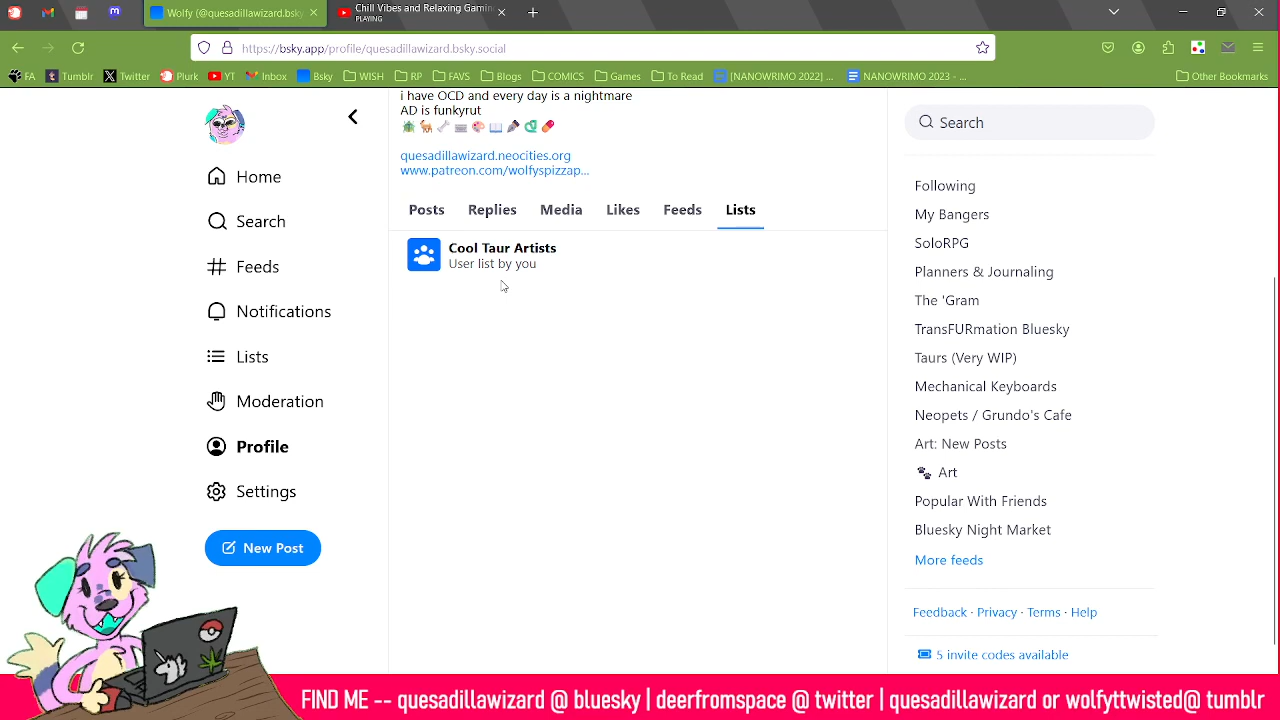 Wolfy (@quesadillawizard.bsky
Chill Vibes and Relaxing Gamin
PLAYING
https://bsky.app/profile/quesadillawizard.bsky.social
FA
Tumblr
Twitter
Plurk
YT
Inbox
Bsky
WISH
RP
FAVS
Blogs
COMICS
Games
To Read
[NANOWRIMO 2022] ...
NANOWRIMO 2023 - ...
Other Bookmarks
Home
Search
Feeds
Notifications
Lists
Moderation
Profile
Settings
New Post
i have OCD and every day is a nightmare
AD is funkyrut
quesadillawizard.neocities.org
www.patreon.com/wolfyspizzap...
Posts
Replies
Media
Likes
Feeds
Lists
Cool Taur Artists
User list by you
Search
Following
My Bangers
SoloRPG
Planners & Journaling
The 'Gram
TransFURmation Bluesky
Taurs (Very WIP)
Mechanical Keyboards
Neopets / Grundo's Cafe
Art: New Posts
🐾 Art
Popular With Friends
Bluesky Night Market
More feeds
Feedback · Privacy · Terms · Help
5 invite codes available
FIND ME -- quesadillawizard @ bluesky | deerfromspace @ twitter | quesadillawizard or wolfyttwisted@ tumblr